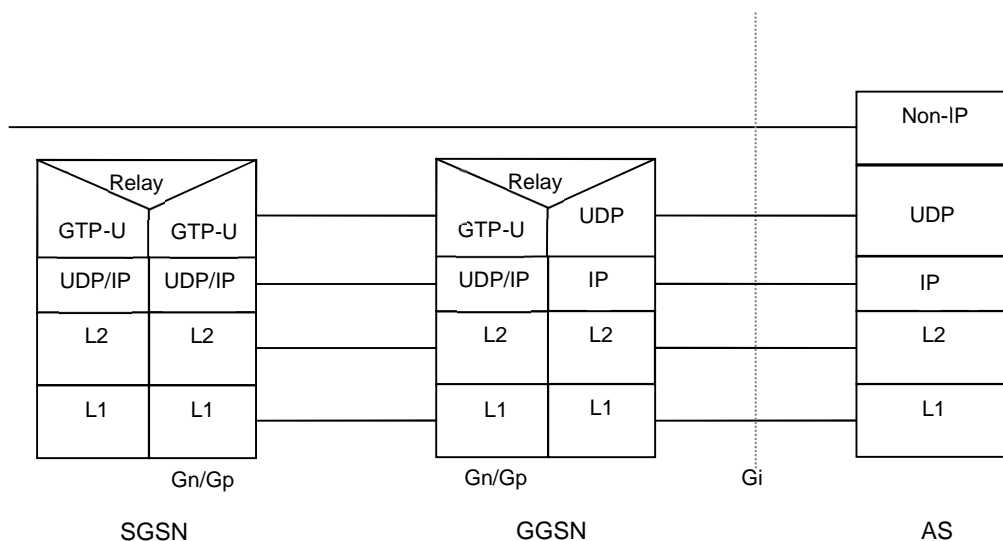 Non-IP
Relay Relay
UDP UDP
GTP-U GTP-U GTP-U
UDP/IP UDP/IP UDP/IP IP IP
L2 L2 L2 L2 L2
L1 L1 L1 L1 L1
Gn/Gp Gn/Gp Gi
SGSN GGSN AS